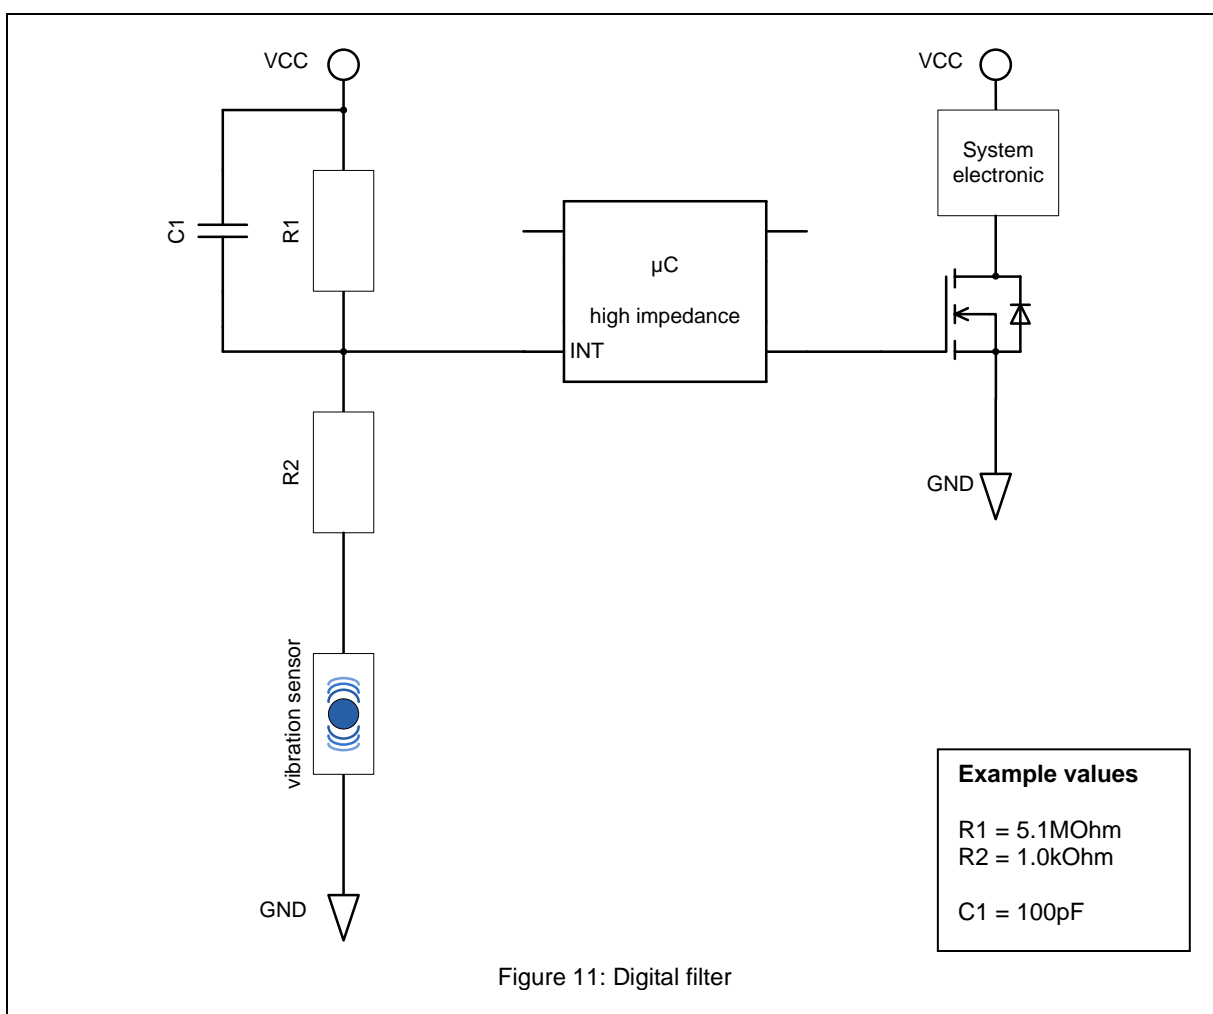 VCC
VCC
System
electronic
C1
R1
µC
high impedance
INT
R2
GND
vibration sensor
Example values
R1 = 5.1MOhm
R2 = 1.0kOhm
C1 = 100pF
GND
Figure 11: Digital filter